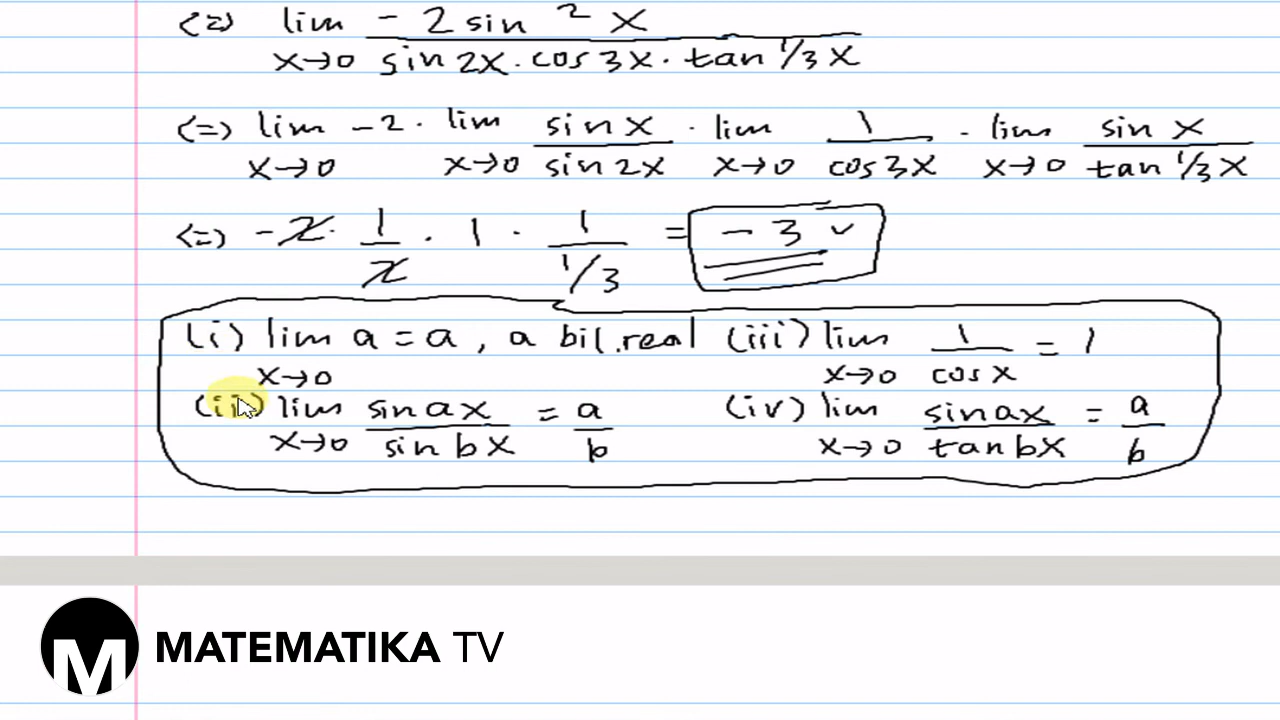 (=) lim x→0 -2 sin² x / sin 2x · cos 3x · tan 1/3 x
(=) lim x→0 -2 · lim x→0 sin x / sin 2x · lim x→0 1 / cos 3x · lim x→0 sin x / tan 1/3 x
(=) -2 · 1/2 · 1 · 1 / 1/3 = -3
(i) lim x→0 a = a, a bil.real (iii) lim x→0 1 / cos x = 1
(ii) lim x→0 sin ax / sin bx = a/b (iv) lim x→0 sin ax / tan bx = a/b
M MATEMATIKA TV